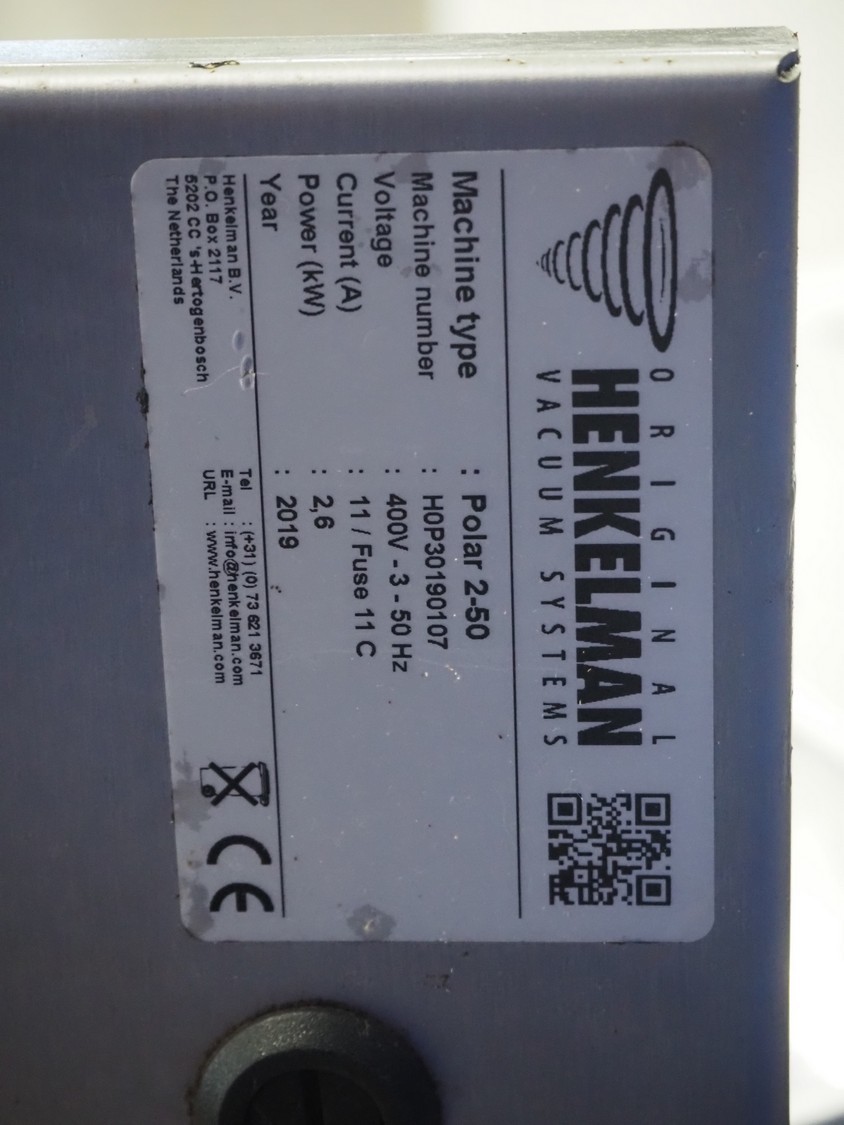 ORIGINAL
HENKELMAN
VACUUM SYSTEMS
Machine type : Polar 2-50
Machine number : H0P30190107
Voltage : 400V - 3 - 50 Hz
Current (A) : 11 / Fuse 11 C
Power (kW) : 2,6
Year : 2019
Henkelman B.V.
P.O. Box 2117
5202 CC 's-Hertogenbosch
The Netherlands
Tel : (+31) (0) 73 621 3671
E-mail : info@henkelman.com
URL : www.henkelman.com
CE